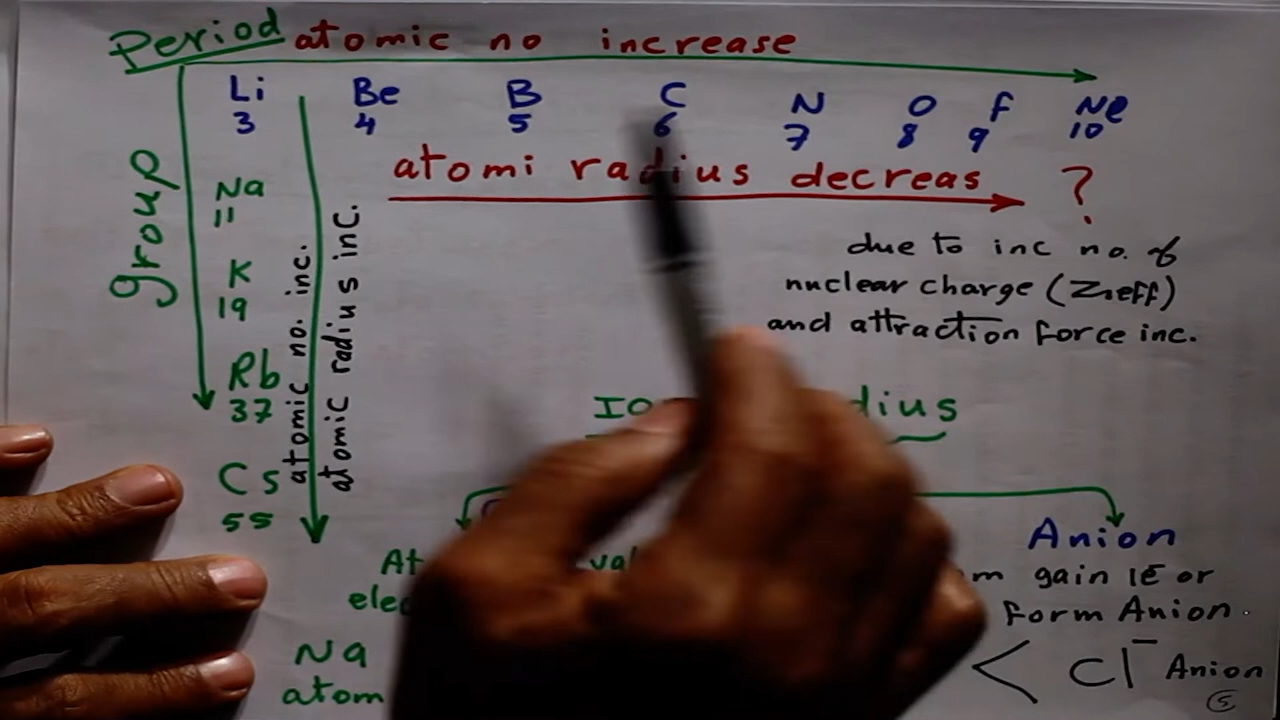 Period atomic no increase
Li Be B C N O F Ne
3 4 5 6 7 8 9 10
atomi radius decreas ?
group
Na
11
K
19
Rb
37
Cs
55
atomic no. inc.
atomic radius inc.
due to inc no. of
nuclear charge (Zneff)
and attraction force inc.
Anion
gain 1E or
form Anion.
Na
atom
< Cl⁻ Anion
5